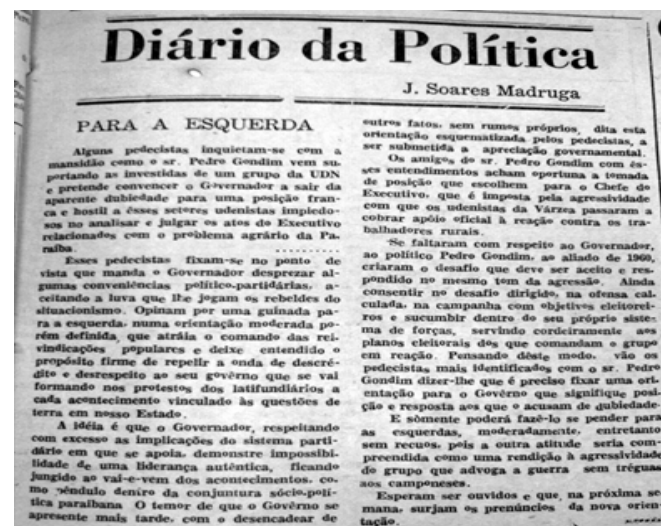 Diário da Política
J. Soares Madruga
PARA A ESQUERDA
Alguns pedecistas inquietam-se com a
mansidão como o sr. Pedro Gondim vem su-
portando as investidas de um grupo da UDN
e pretende convencer o Governador a sair da
aparente dubiedade para uma posição fran-
ca e hostil a êsses setores udenistas impiedo-
sos no analisar e julgar os atos do Executivo
relacionados com o problema agrário da Pa-
raíba.
Esses pedecistas fixam-se no ponto de
vista que manda o Governador desprezar al-
gumas conveniências político-partidárias, a-
ceitando a luva que lhe jogam os rebeldes do
situacionismo. Opinam por uma guinada pa-
ra a esquerda, numa orientação moderada po-
rém definida, que atráia o comando das rei-
vindicações populares e deixe entendido o
propósito firme de repelir a onda de descré-
dito e desrespeito ao seu govêrno que se vai
formando nos protestos dos latifundiários a
cada acontecimento vinculado às questões de
terra em nosso Estado.
A idéia é que o Governador, respeitando
com excesso as implicações do sistema parti-
dário em que se apoia, demonstre impossibi-
lidade de uma liderança autêntica, ficando
jungido ao vai-e-vem dos acontecimentos, co-
mo pêndulo dentro da conjuntura sócio-polí-
tica paraibana O temor de que o Govêrno se
apresente mais tarde, com o desencadear de
outros fatos, sem rumos próprios, dita esta
orientação esquematizada pelos pedecistas, a
ser submetida a apreciação governamental.
Os amigos do sr. Pedro Gondim com ês-
ses entendimentos acham oportuna a tomada
de posição que escolhem para o Chefe do
Executivo, que é imposta pela agressividade
com que os udenistas da Várzea passaram a
cobrar apôio oficial à reação contra os tra-
balhadores rurais.
Se faltaram com respeito ao Governador,
ao político Pedro Gondim, ao aliado de 1960,
criaram o desafio que deve ser aceito e res-
pondido no mesmo tom da agressão. Ainda
consentir no desafio dirigido, na ofensa cal-
culada, na campanha com objetivos eleitorei-
ros e sucumbir dentro do seu próprio siste-
ma de forças, servindo cordeiramente aos
planos eleitorais dos que comandam o grupo
em reação. Pensando dêste modo, vão os
pedecistas mais identificados com o sr. Pedro
Gondim dizer-lhe que é preciso fixar uma ori-
entação para o Govêrno que signifique posi-
ção e resposta aos que o acusam de dubiedade.
E sòmente poderá fazê-lo se pender para
as esquerdas, moderadamente, entretanto
sem recuos, pois a outra atitude seria com-
preendida como uma rendição à agressividade
do grupo que advoga a guerra sem tréguas
aos camponeses.
Esperam ser ouvidos e que, na próxima se-
mana, surjam os prenúncios da nova orien-
tação.